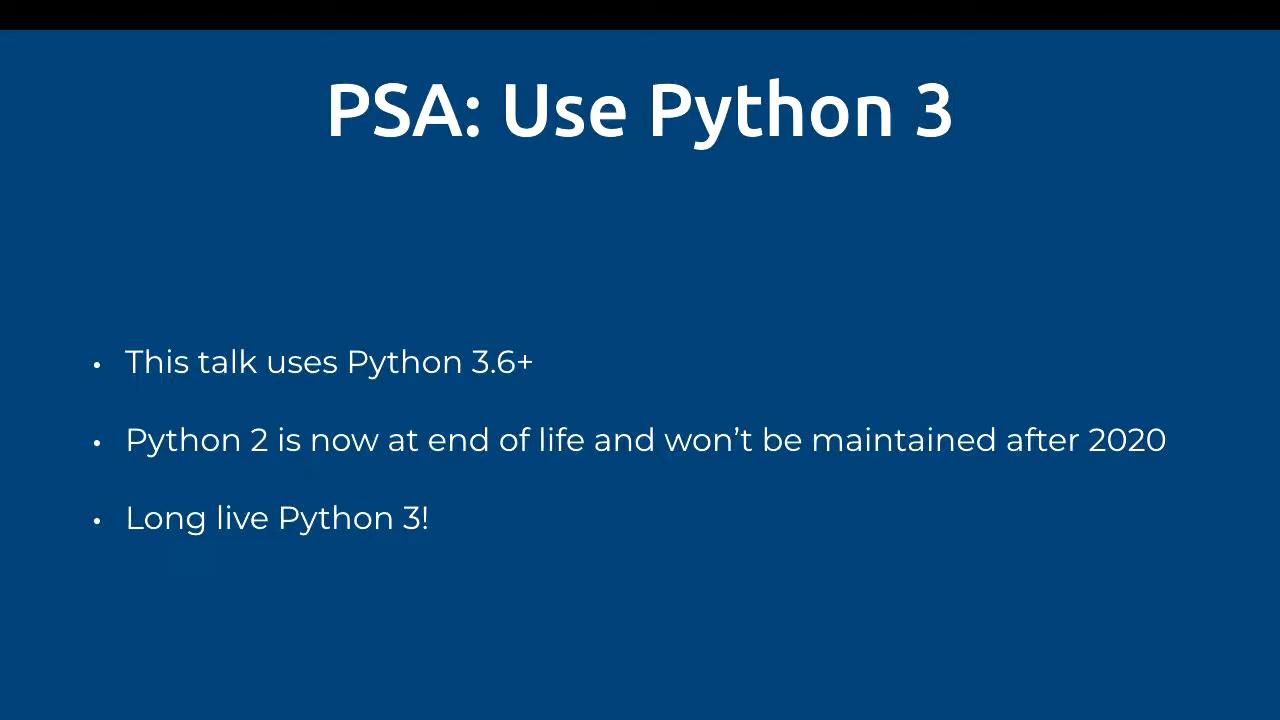 PSA: Use Python 3
• This talk uses Python 3.6+
• Python 2 is now at end of life and won’t be maintained after 2020
• Long live Python 3!